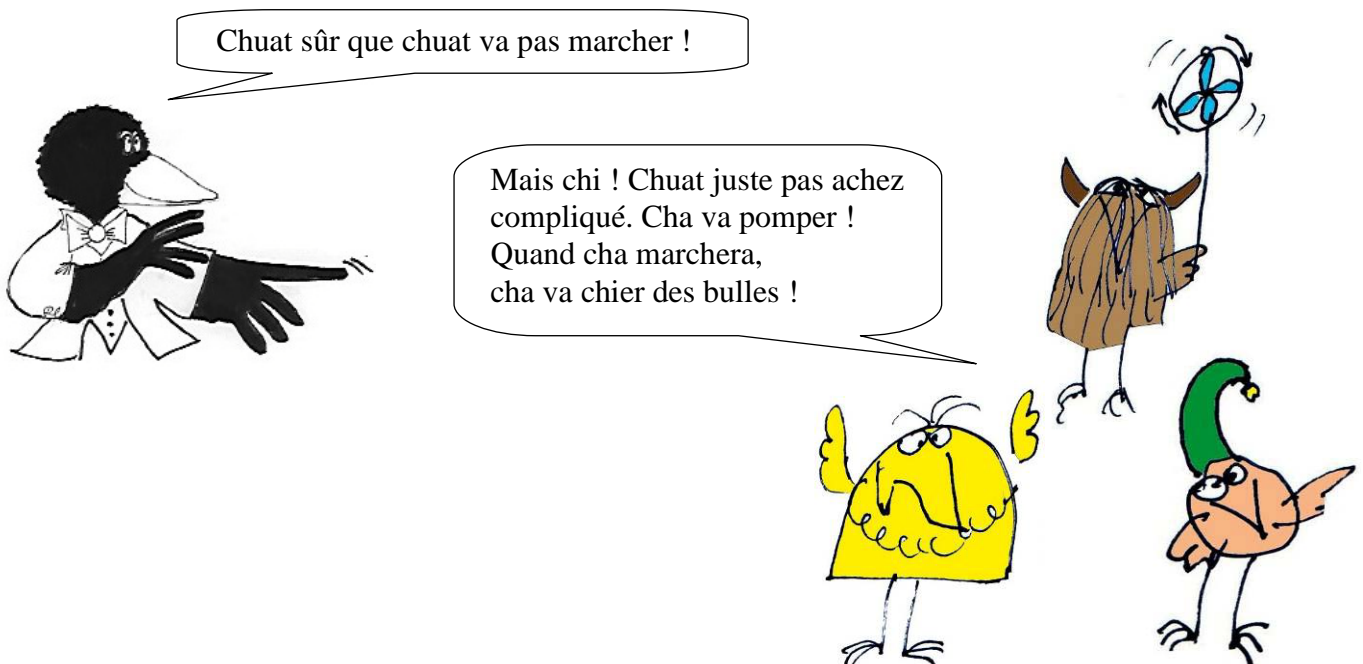 Chuat sûr que chuat va pas marcher !
Mais chi ! Chuat juste pas achez
compliqué. Cha va pomper !
Quand cha marchera,
cha va chier des bulles !